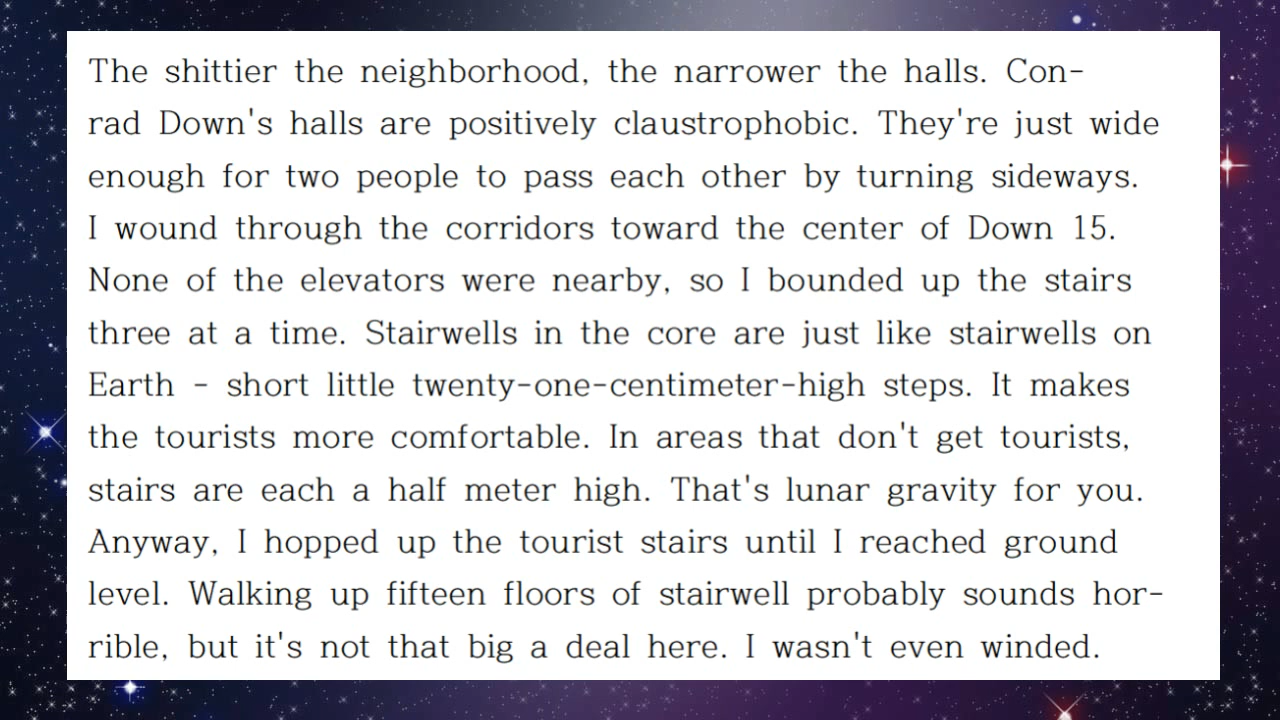 The shittier the neighborhood, the narrower the halls. Con-
rad Down's halls are positively claustrophobic. They're just wide
enough for two people to pass each other by turning sideways.
I wound through the corridors toward the center of Down 15.
None of the elevators were nearby, so I bounded up the stairs
three at a time. Stairwells in the core are just like stairwells on
Earth - short little twenty-one-centimeter-high steps. It makes
the tourists more comfortable. In areas that don't get tourists,
stairs are each a half meter high. That's lunar gravity for you.
Anyway, I hopped up the tourist stairs until I reached ground
level. Walking up fifteen floors of stairwell probably sounds hor-
rible, but it's not that big a deal here. I wasn't even winded.